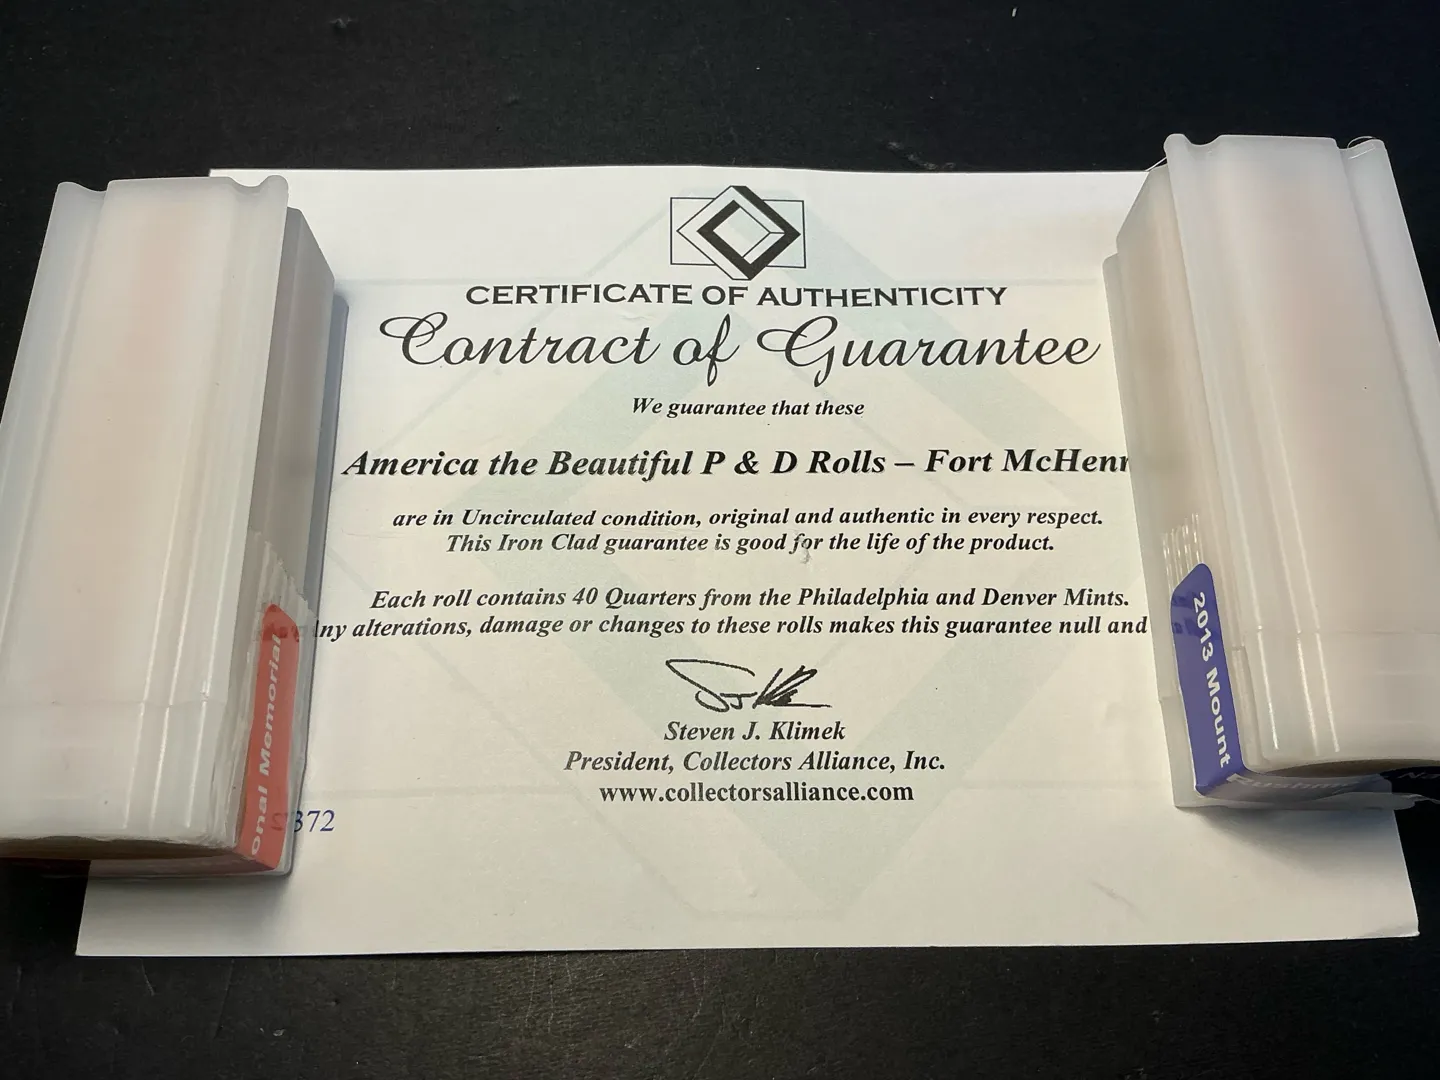 CERTIFICATE OF AUTHENTICITY
Contract of Guarantee
We guarantee that these
America the Beautiful P & D Rolls – Fort McHenr
are in Uncirculated condition, original and authentic in every respect.
This Iron Clad guarantee is good for the life of the product.
Each roll contains 40 Quarters from the Philadelphia and Denver Mints.
ny alterations, damage or changes to these rolls makes this guarantee null and
Steven J. Klimek
President, Collectors Alliance, Inc.
www.collectorsalliance.com
372
onal Memorial
2013 Mount
Rushm
Na